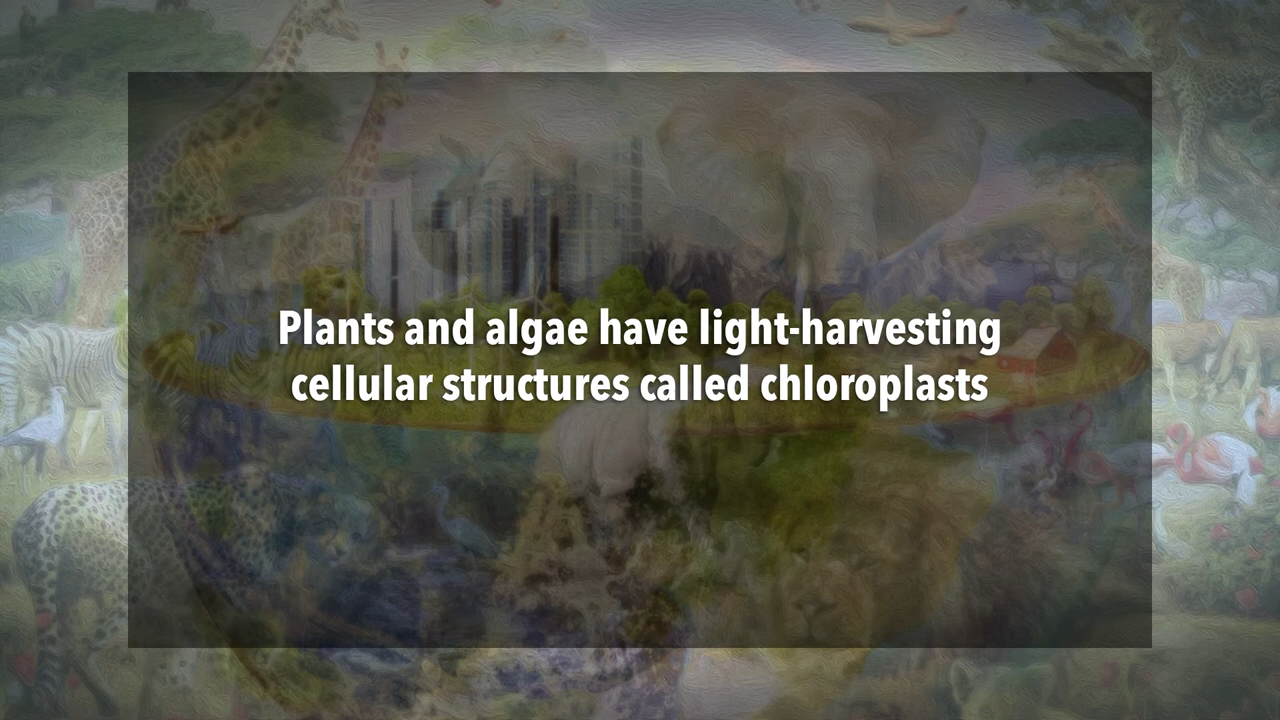 Plants and algae have light-harvesting
cellular structures called chloroplasts